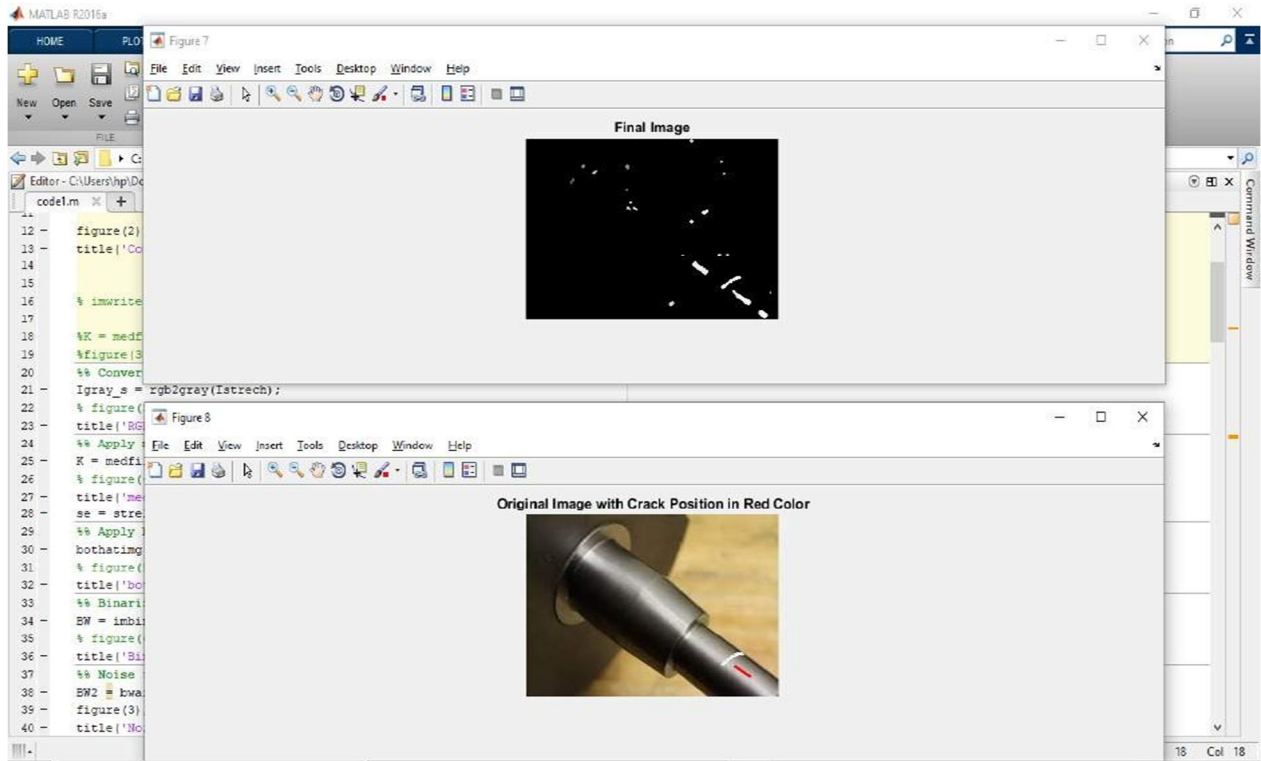 MATLAB R2016a
HOME
PLO
New Open Save
FILE
C:
Editor - C:\Users\hp\Do
code1.m
Figure 7
File Edit View Insert Tools Desktop Window Help
Final Image
11
12 - figure(2)
13 - title('Co
14
15
16 % imwrite
17
18 %K = medf
19 %figure(3
20 %% Conver
21 - Igray_s = rgb2gray(Istrech);
22 % figure(
23 - title('RG
24 %% Apply
25 - K = medfi
26 % figure(
27 - title('me
28 - se = stre
29 %% Apply
30 - bothatimg
31 % figure(
32 - title('bo
33 %% Binari
34 - BW = imbi
35 % figure(
36 - title('Bi
37 %% Noise
38 - BW2 = bwa
39 - figure(3)
40 - title('No
Figure 8
File Edit View Insert Tools Desktop Window Help
Original Image with Crack Position in Red Color
Command Window
18 Col 18